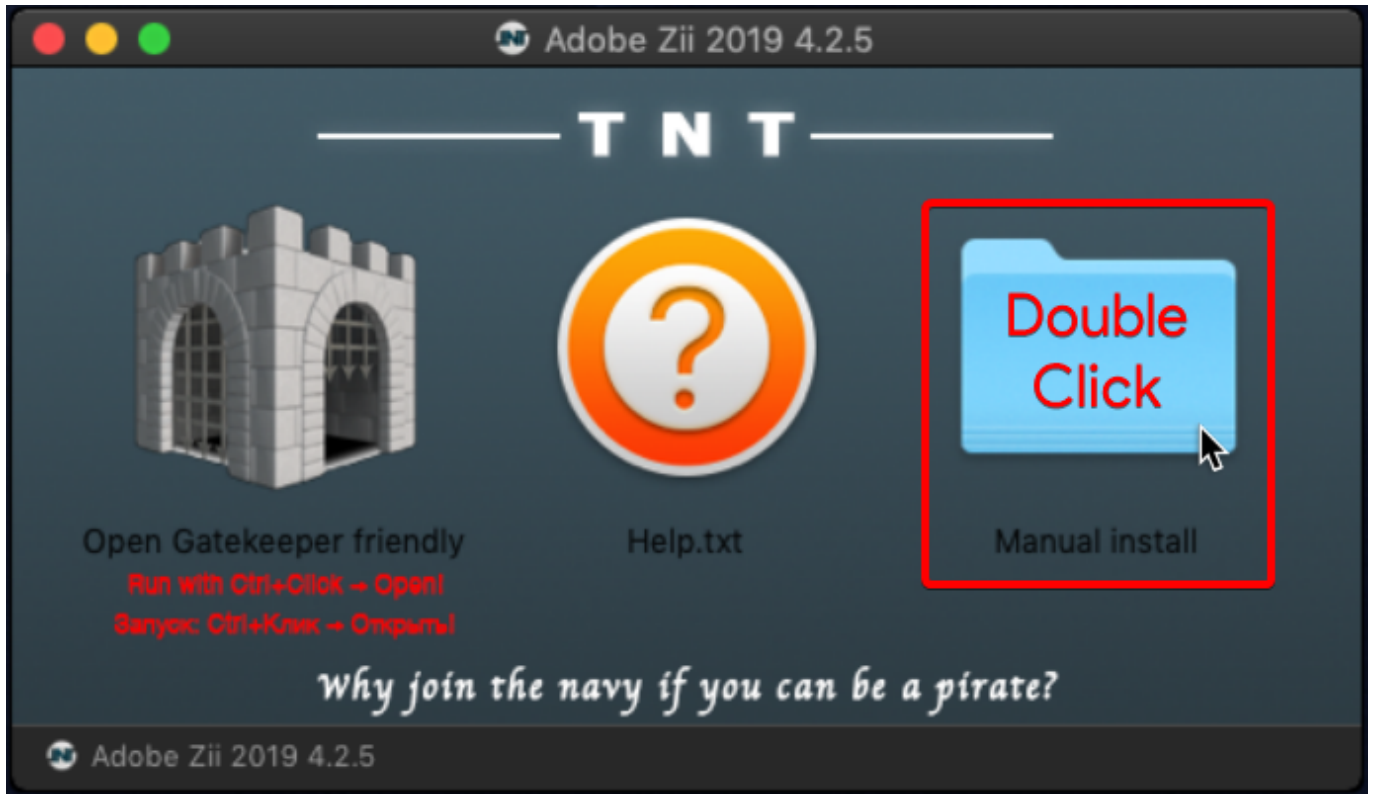 Adobe Zii 2019 4.2.5
T N T
Double
Click
Open Gatekeeper friendly
Help.txt
Manual install
Run with Ctrl+Click → Open!
Запуск: Ctrl+Клик → Открыть!
Why join the navy if you can be a pirate?
Adobe Zii 2019 4.2.5